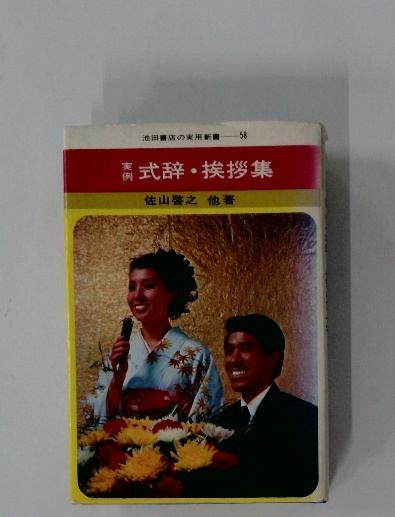 池田書店の実用新書——58
実例 式辞・挨拶集
佐山啓之 他著